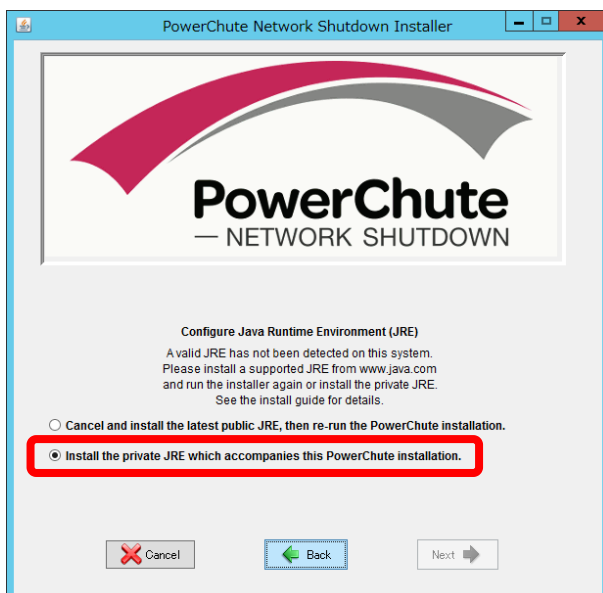 PowerChute Network Shutdown Installer
PowerChute
— NETWORK SHUTDOWN
Configure Java Runtime Environment (JRE)
A valid JRE has not been detected on this system.
Please install a supported JRE from www.java.com
and run the installer again or install the private JRE.
See the install guide for details.
Cancel and install the latest public JRE, then re-run the PowerChute installation.
Install the private JRE which accompanies this PowerChute installation.
Cancel Back Next